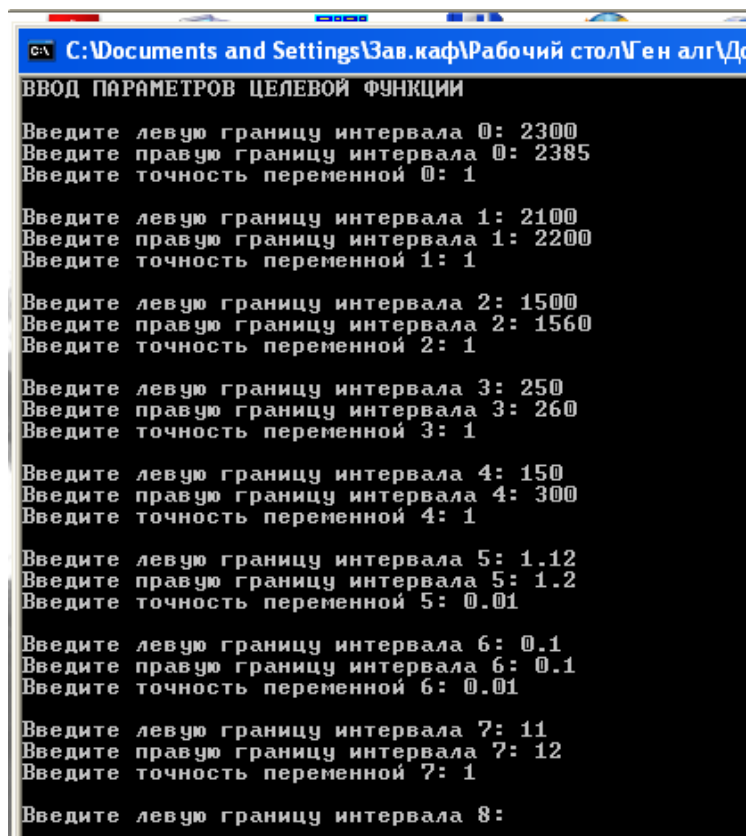 C:\Documents and Settings\Зав.каф\Рабочий стол\Ген алг\До
ВВОД ПАРАМЕТРОВ ЦЕЛЕВОЙ ФУНКЦИИ
Введите левую границу интервала 0: 2300
Введите правую границу интервала 0: 2385
Введите точность переменной 0: 1
Введите левую границу интервала 1: 2100
Введите правую границу интервала 1: 2200
Введите точность переменной 1: 1
Введите левую границу интервала 2: 1500
Введите правую границу интервала 2: 1560
Введите точность переменной 2: 1
Введите левую границу интервала 3: 250
Введите правую границу интервала 3: 260
Введите точность переменной 3: 1
Введите левую границу интервала 4: 150
Введите правую границу интервала 4: 300
Введите точность переменной 4: 1
Введите левую границу интервала 5: 1.12
Введите правую границу интервала 5: 1.2
Введите точность переменной 5: 0.01
Введите левую границу интервала 6: 0.1
Введите правую границу интервала 6: 0.1
Введите точность переменной 6: 0.01
Введите левую границу интервала 7: 11
Введите правую границу интервала 7: 12
Введите точность переменной 7: 1
Введите левую границу интервала 8: